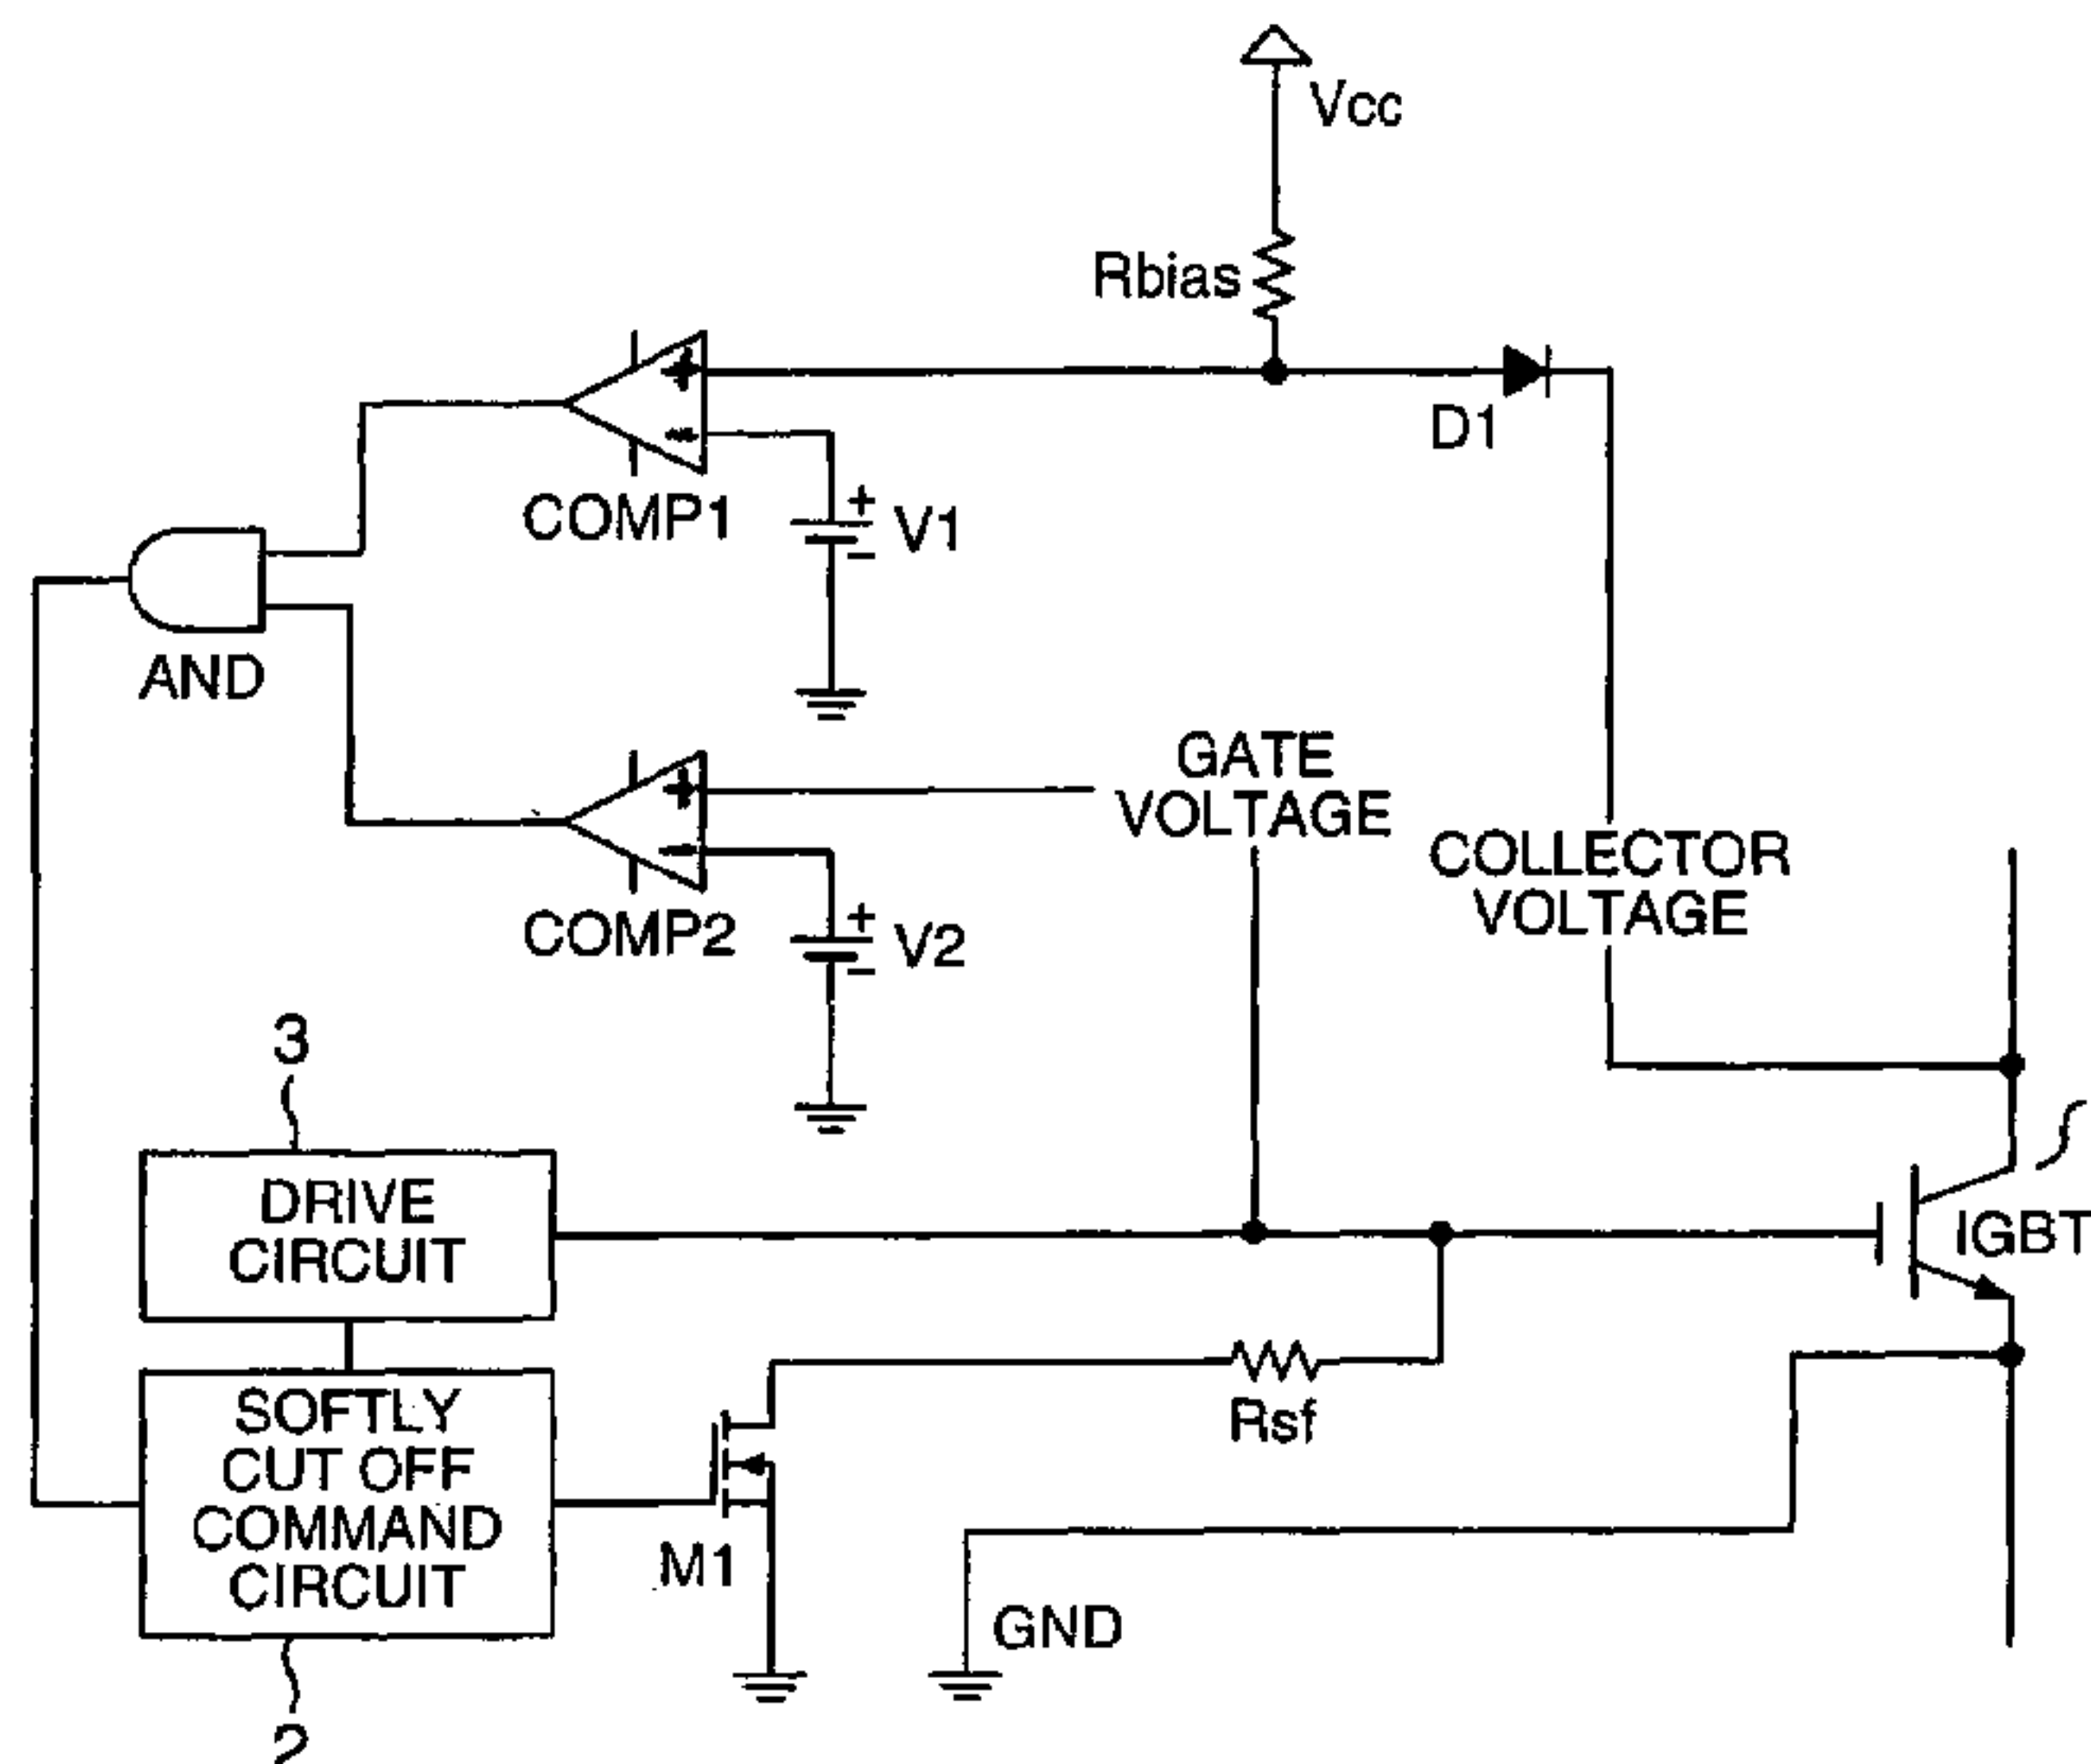 Vcc
Rbias
D1
COMP1
+
-
V1
+
-
AND
GATE
VOLTAGE
COLLECTOR
VOLTAGE
COMP2
+
-
V2
+
-
3
DRIVE
CIRCUIT
IGBT
SOFTLY
CUT OFF
COMMAND
CIRCUIT
Rsf
M1
GND
2